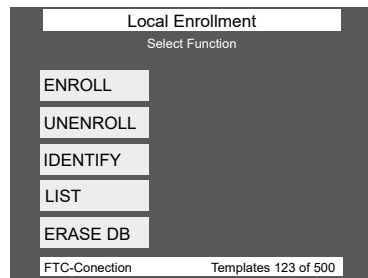 Local Enrollment
Select Function
ENROLL
UNENROLL
IDENTIFY
LIST
ERASE DB
FTC-Conection Templates 123 of 500